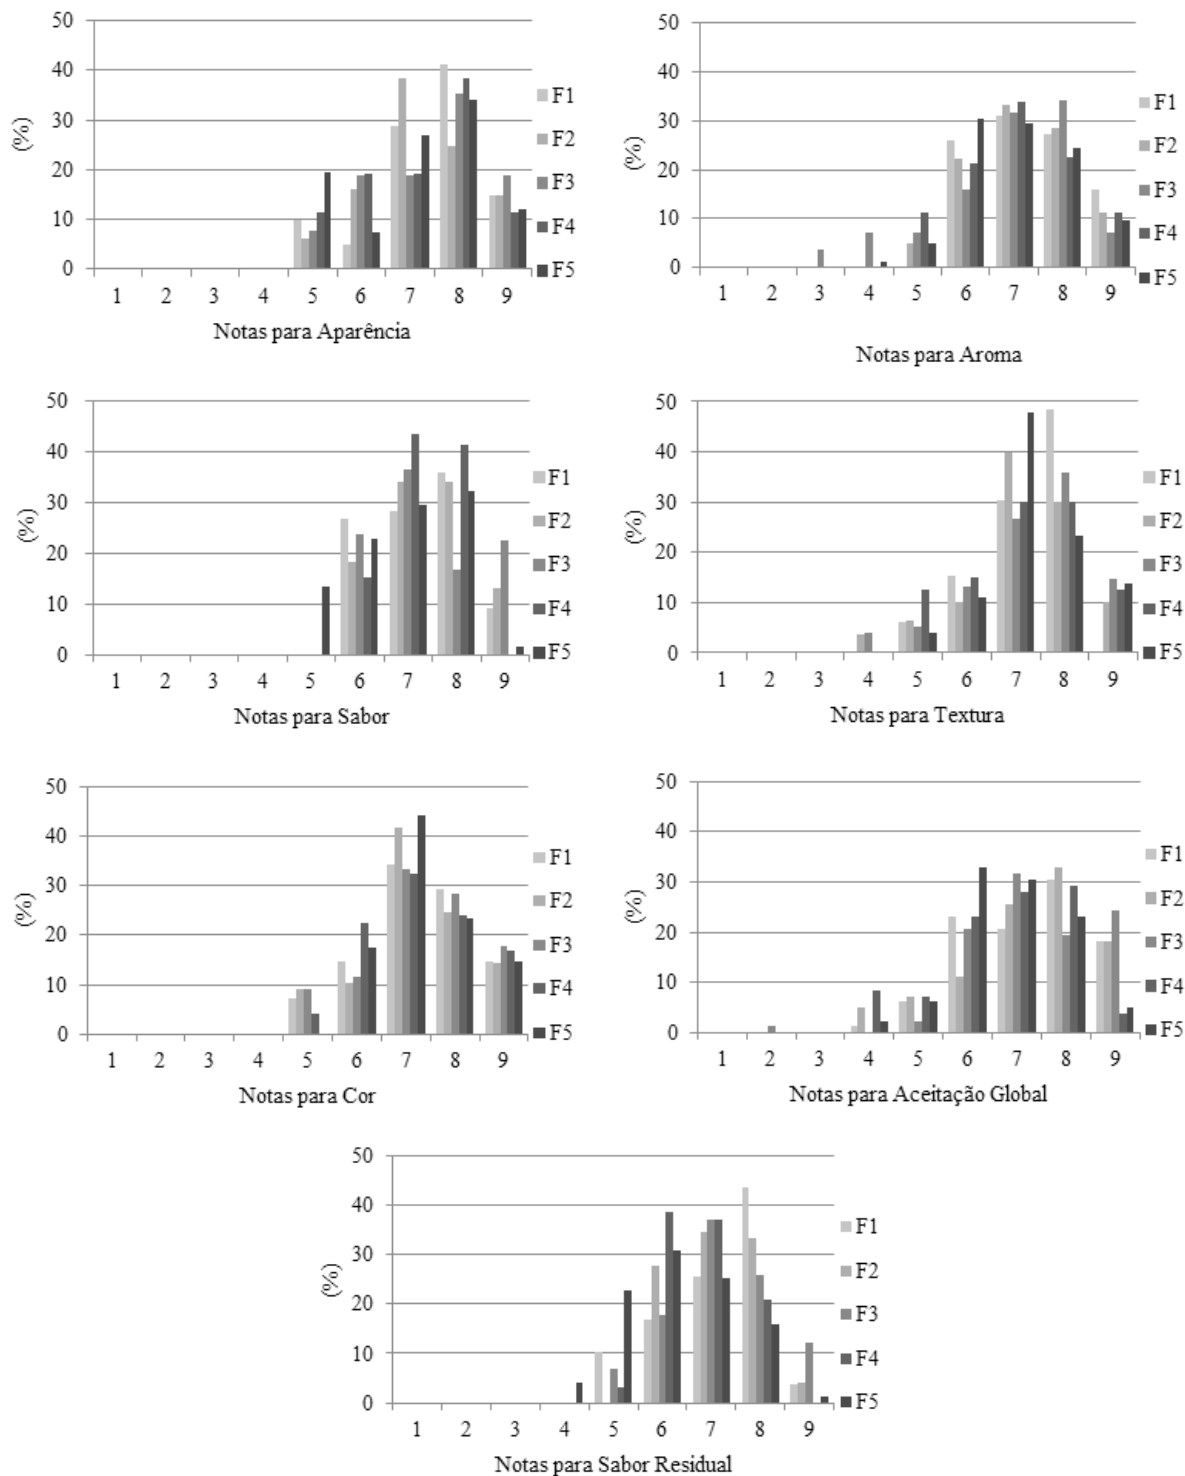 50
40
30
20
10
0
(%)
1 2 3 4 5 6 7 8 9
Notas para Aparência
F1
F2
F3
F4
F5
50
40
30
20
10
0
(%)
1 2 3 4 5 6 7 8 9
Notas para Aroma
F1
F2
F3
F4
F5
50
40
30
20
10
0
(%)
1 2 3 4 5 6 7 8 9
Notas para Sabor
F1
F2
F3
F4
F5
50
40
30
20
10
0
(%)
1 2 3 4 5 6 7 8 9
Notas para Textura
F1
F2
F3
F4
F5
50
40
30
20
10
0
(%)
1 2 3 4 5 6 7 8 9
Notas para Cor
F1
F2
F3
F4
F5
50
40
30
20
10
0
(%)
1 2 3 4 5 6 7 8 9
Notas para Aceitação Global
F1
F2
F3
F4
F5
50
40
30
20
10
0
(%)
1 2 3 4 5 6 7 8 9
Notas para Sabor Residual
F1
F2
F3
F4
F5